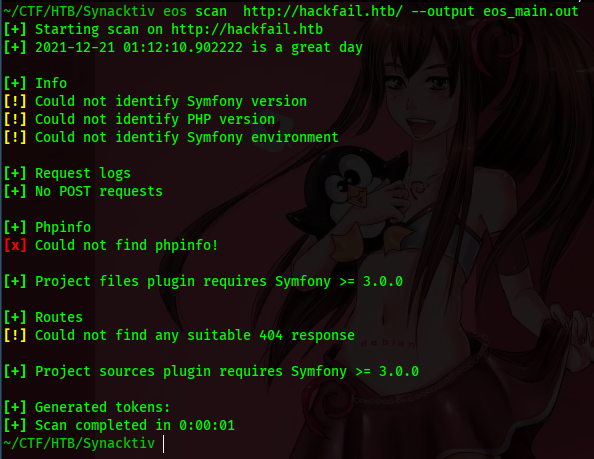 ~/CTF/HTB/Synacktiv eos scan  http://hackfail.htb/ --output eos_main.out
[+] Starting scan on http://hackfail.htb
[+] 2021-12-21 01:12:10.902222 is a great day
[+] Info
[!] Could not identify Symfony version
[!] Could not identify PHP version
[!] Could not identify Symfony environment
[+] Request logs
[+] No POST requests
[+] Phpinfo
[x] Could not find phpinfo!
[+] Project files plugin requires Symfony >= 3.0.0
[+] Routes
[!] Could not find any suitable 404 response
debian
[+] Project sources plugin requires Symfony >= 3.0.0
[+] Generated tokens:
[+] Scan completed in 0:00:01
~/CTF/HTB/Synacktiv